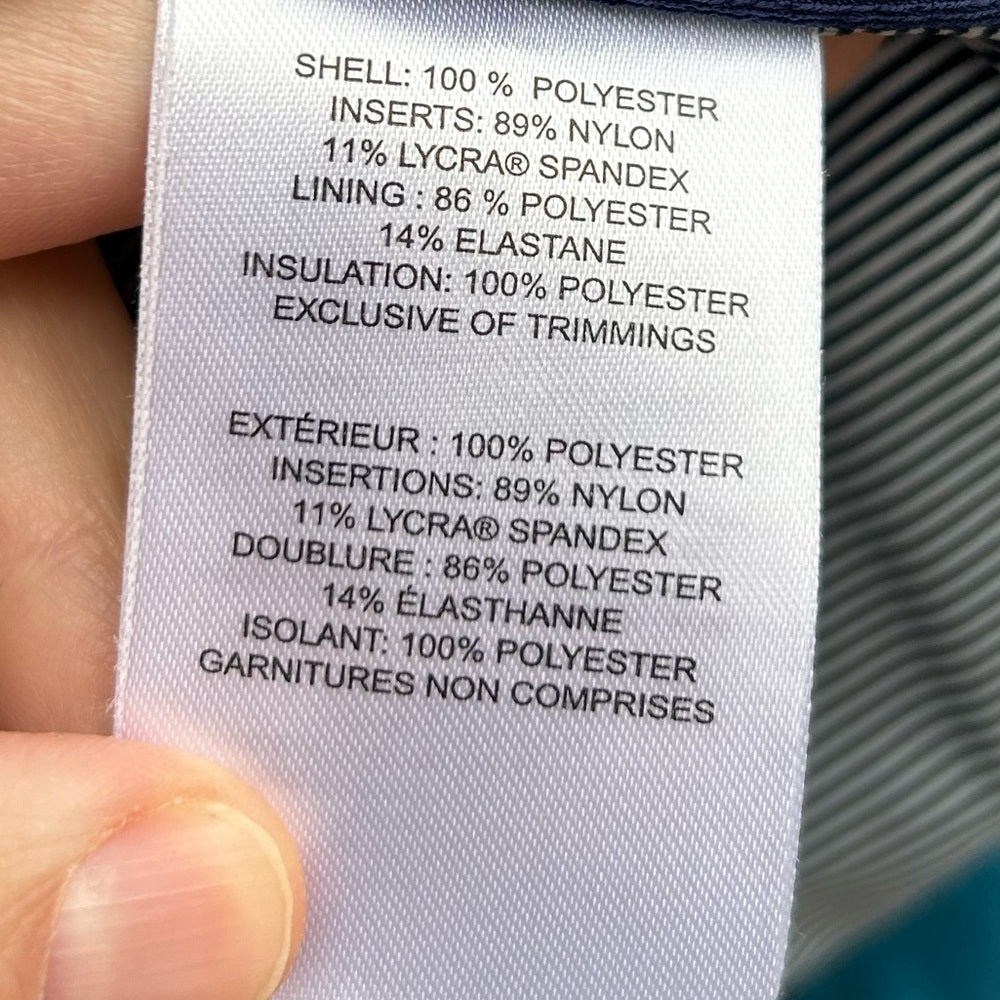 SHELL: 100 % POLYESTER
INSERTS: 89% NYLON
11% LYCRA® SPANDEX
LINING : 86 % POLYESTER
14% ELASTANE
INSULATION: 100% POLYESTER
EXCLUSIVE OF TRIMMINGS
EXTÉRIEUR : 100% POLYESTER
INSERTIONS: 89% NYLON
11% LYCRA® SPANDEX
DOUBLURE : 86% POLYESTER
14% ÉLASTHANNE
ISOLANT: 100% POLYESTER
GARNITURES NON COMPRISES